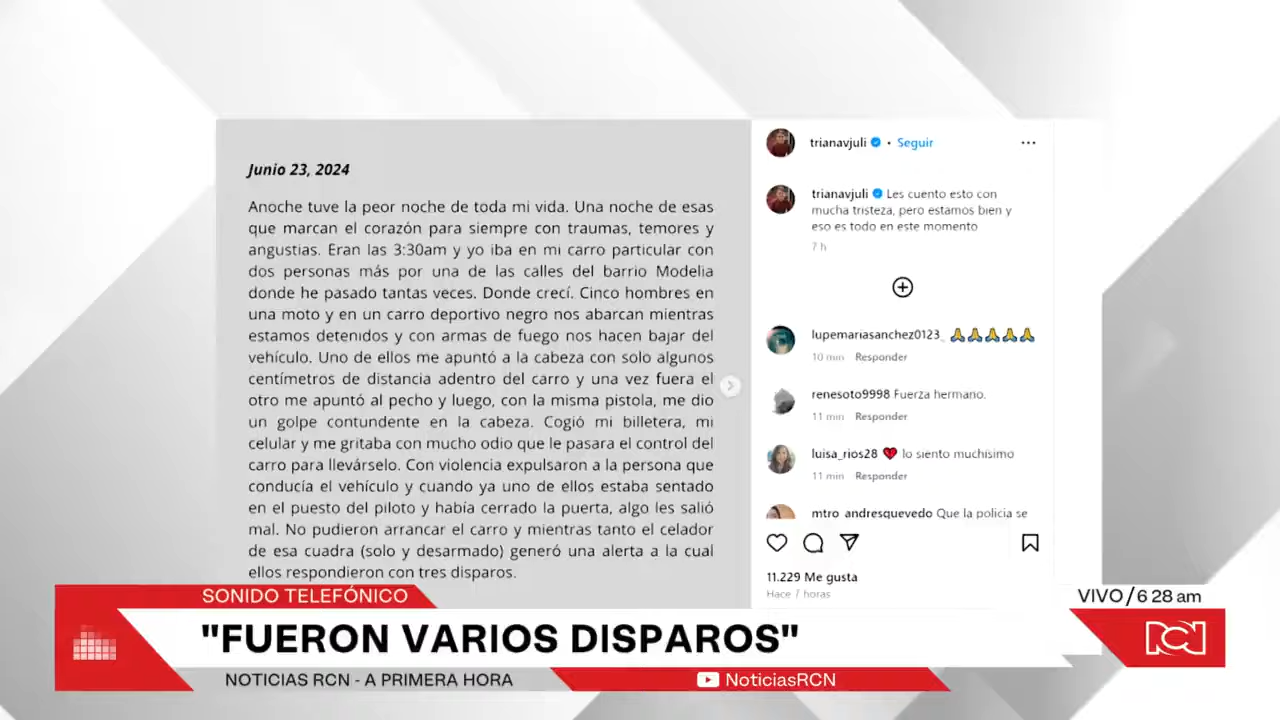 Junio 23, 2024
Anoche tuve la peor noche de toda mi vida. Una noche de esas
que marcan el corazón para siempre con traumas, temores y
angustias. Eran las 3:30am y yo iba en mi carro particular con
dos personas más por una de las calles del barrio Modelia
donde he pasado tantas veces. Donde crecí. Cinco hombres en
una moto y en un carro deportivo negro nos abarcan mientras
estamos detenidos y con armas de fuego nos hacen bajar del
vehículo. Uno de ellos me apuntó a la cabeza con solo algunos
centímetros de distancia adentro del carro y una vez fuera el
otro me apuntó al pecho y luego, con la misma pistola, me dio
un golpe contundente en la cabeza. Cogió mi billetera, mi
celular y me gritaba con mucho odio que le pasara el control del
carro para llevárselo. Con violencia expulsaron a la persona que
conducía el vehículo y cuando ya uno de ellos estaba sentado
en el puesto del piloto y había cerrado la puerta, algo les salió
mal. No pudieron arrancar el carro y mientras tanto el celador
de esa cuadra (solo y desarmado) generó una alerta a la cual
ellos respondieron con tres disparos.
trianavjuli • Seguir
trianavjuli Les cuento esto con
mucha tristeza, pero estamos bien y
eso es todo en este momento
7 h
lupemariasanchez0123_ 🙏🙏🙏🙏🙏
10 min Responder
renesoto9998 Fuerza hermano.
11 min Responder
luisa_rios28 💔 lo siento muchísimo
11 min Responder
mtro_andresquevedo Que la policia se
11.229 Me gusta
Hace 7 horas
SONIDO TELEFÓNICO
VIVO/6 28 am
"FUERON VARIOS DISPAROS"
RCN
NOTICIAS RCN - A PRIMERA HORA
NoticiasRCN